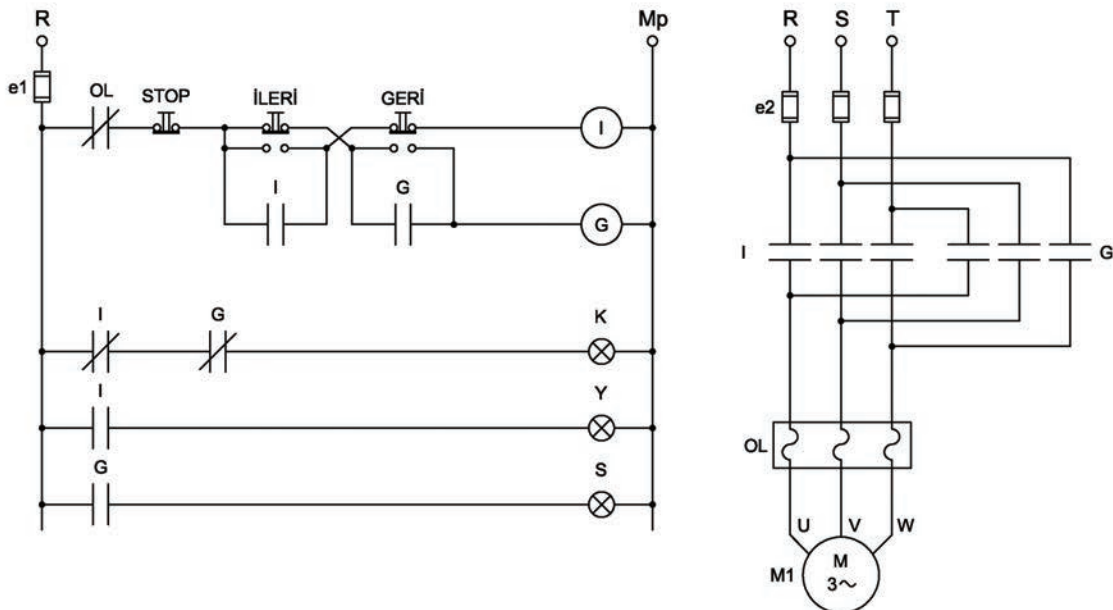 R Mp
e1
OL STOP İLERİ GERİ
I
I G
G
I G K
I Y
G S
R S T
e2
I G
OL
U V W
M1 M
3~